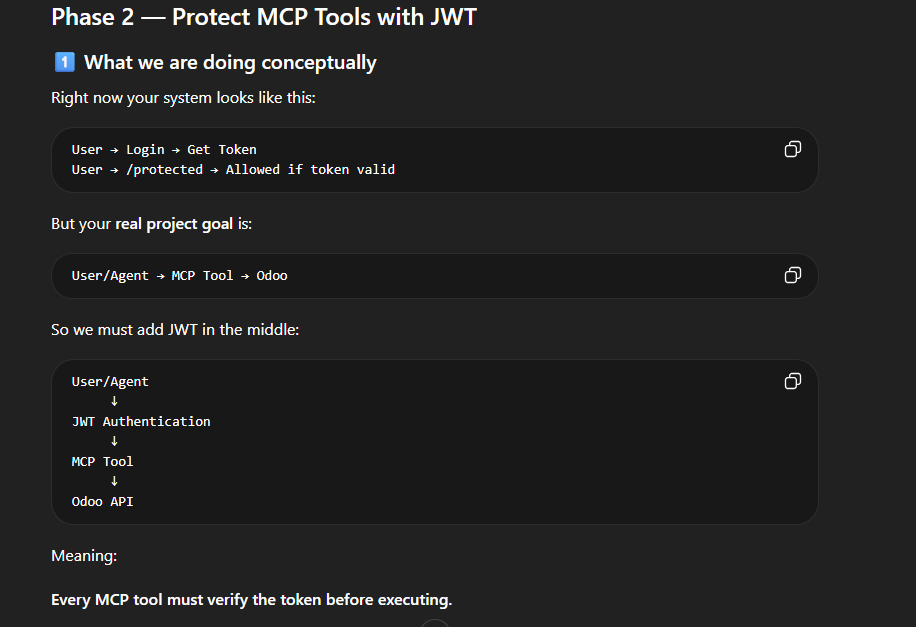 Phase 2 — Protect MCP Tools with JWT
1️⃣ What we are doing conceptually
Right now your system looks like this:
User → Login → Get Token
User → /protected → Allowed if token valid
But your real project goal is:
User/Agent → MCP Tool → Odoo
So we must add JWT in the middle:
User/Agent
↓
JWT Authentication
↓
MCP Tool
↓
Odoo API
Meaning:
Every MCP tool must verify the token before executing.